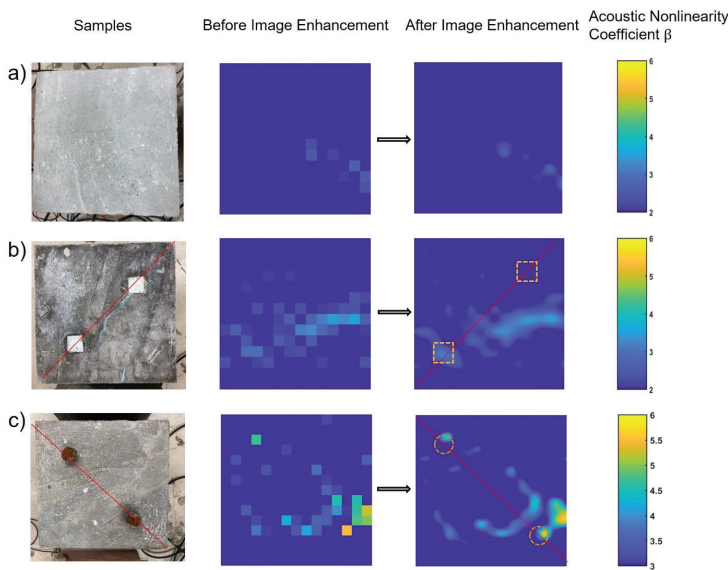 Samples
Before Image Enhancement
After Image Enhancement
Acoustic Nonlinearity
Coefficient β
a)
6
5
4
3
2
b)
6
5
4
3
2
c)
6
5.5
5
4.5
4
3.5
3